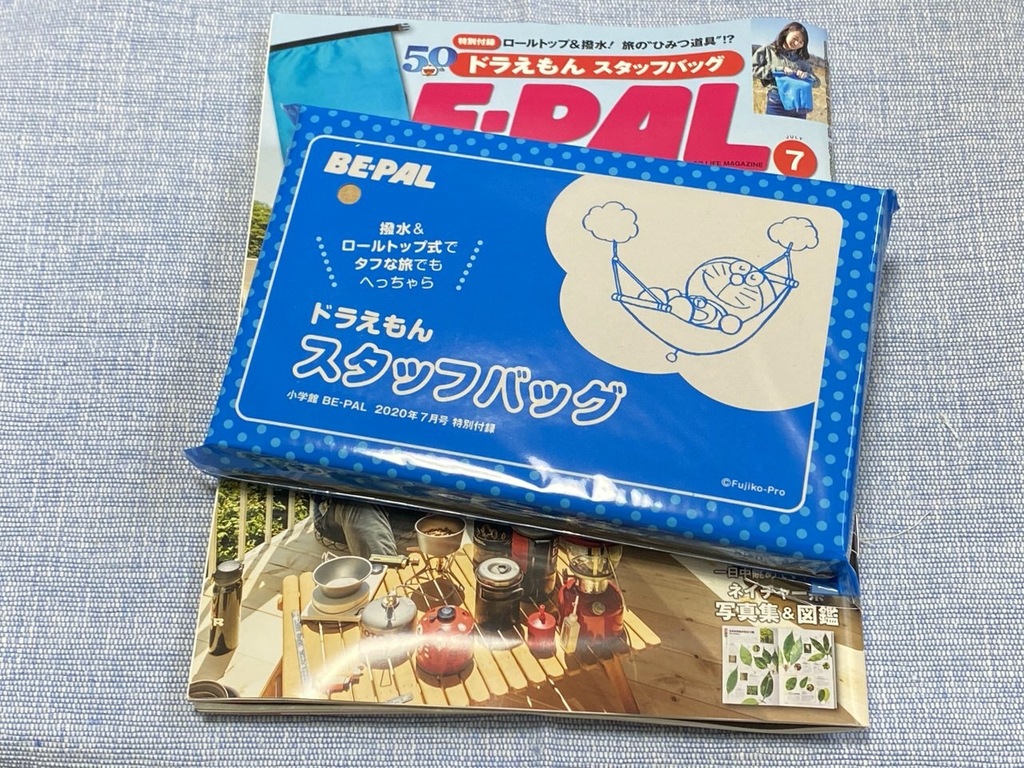 50
特別付録 ロールトップ&撥水! 旅の"ひみつ道具"!?
ドラえもん スタッフバッグ
E-PAL
LIFE MAGAZINE
JULY
7
BE-PAL
撥水&
ロールトップ式で
タフな旅でも
へっちゃら
ドラえもん
スタッフバッグ
小学館 BE-PAL 2020年7月号 特別付録
©Fujiko-Pro
ネイチャー
写真集&図鑑